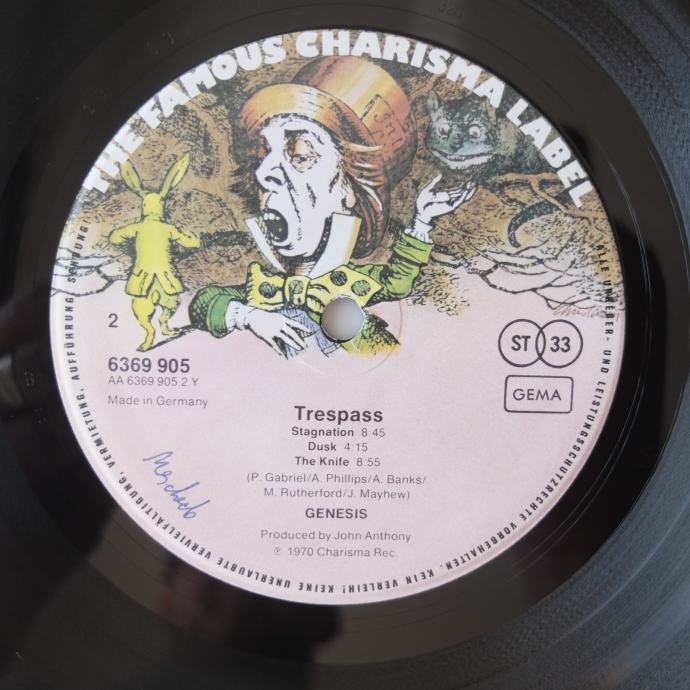 THE FAMOUS CHARISMA LABEL
2
6369 905
AA 6369 905.2 Y
Made in Germany
ST 33
GEMA
Trespass
Stagnation 8:45
Dusk 4:15
The Knife 8:55
(P. Gabriel/A. Phillips/A. Banks/
M. Rutherford/J. Mayhew)
GENESIS
Produced by John Anthony
℗ 1970 Charisma Rec.
ALLE URHEBER- UND LEISTUNGSSCHUTZRECHTE VORBEHALTEN. KEIN VERLEIH! KEINE UNERLAUBTE VERVIELFÄLTIGUNG, VERMIETUNG, AUFFÜHRUNG, SENDUNG!